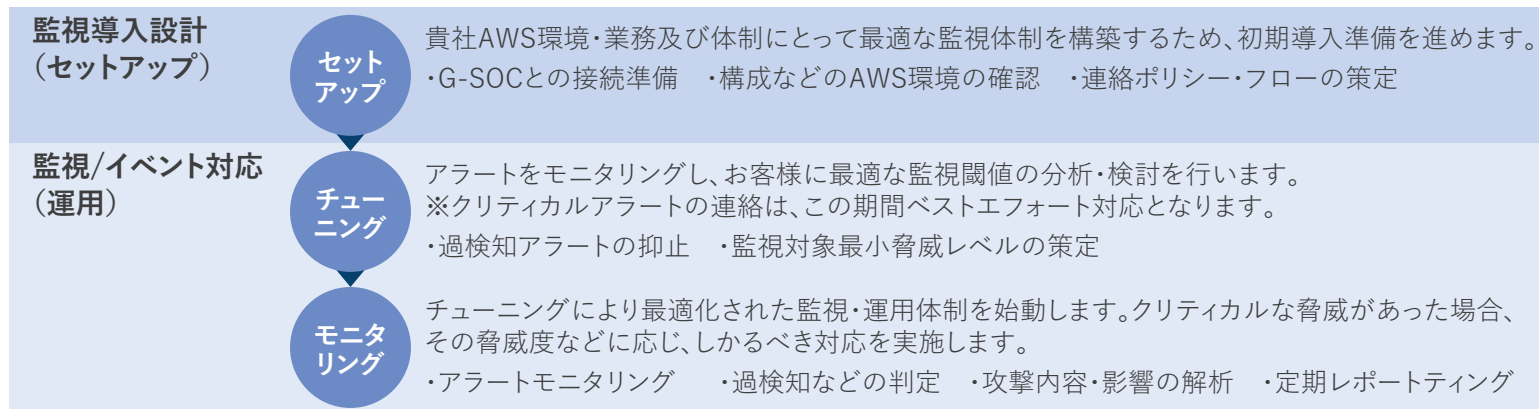 監視導入設計
（セットアップ）
セット
アップ
貴社AWS環境・業務及び体制にとって最適な監視体制を構築するため、初期導入準備を進めます。
・G-SOCとの接続準備　・構成などのAWS環境の確認　・連絡ポリシー・フローの策定
監視/イベント対応
（運用）
チュー
ニング
アラートをモニタリングし、お客様に最適な監視閾値の分析・検討を行います。
※クリティカルアラートの連絡は、この期間ベストエフォート対応となります。
・過検知アラートの抑止　・監視対象最小脅威レベルの策定
モニタ
リング
チューニングにより最適化された監視・運用体制を始動します。クリティカルな脅威があった場合、
その脅威度などに応じ、しかるべき対応を実施します。
・アラートモニタリング　・過検知などの判定　・攻撃内容・影響の解析　・定期レポートティング